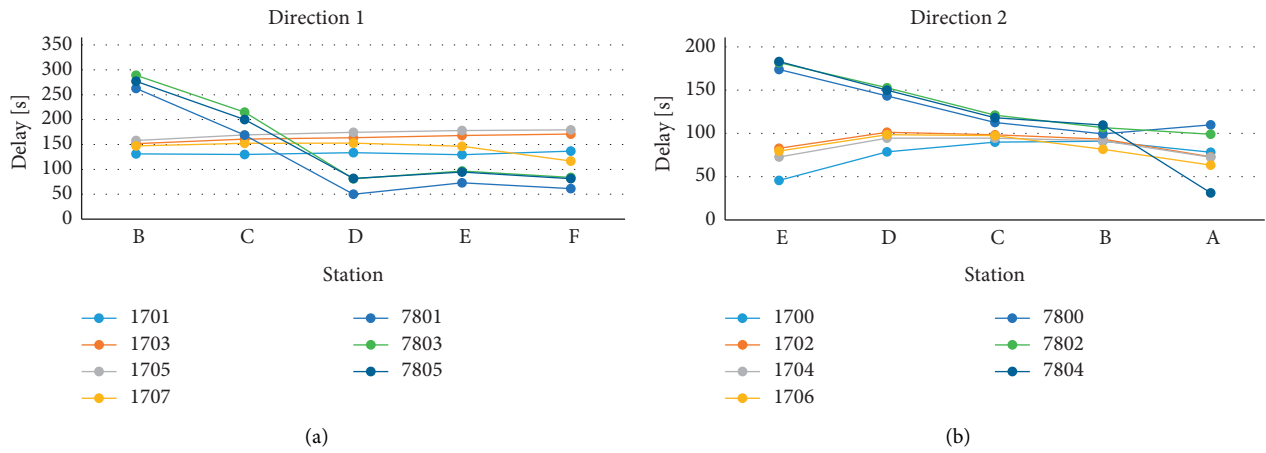 Direction 1
Delay [s]
350
300
250
200
150
100
50
0
B C D E F
Station
1701 7801
1703 7803
1705 7805
1707
(a)
Direction 2
Delay [s]
200
150
100
50
0
E D C B A
Station
1700 7800
1702 7802
1704 7804
1706
(b)